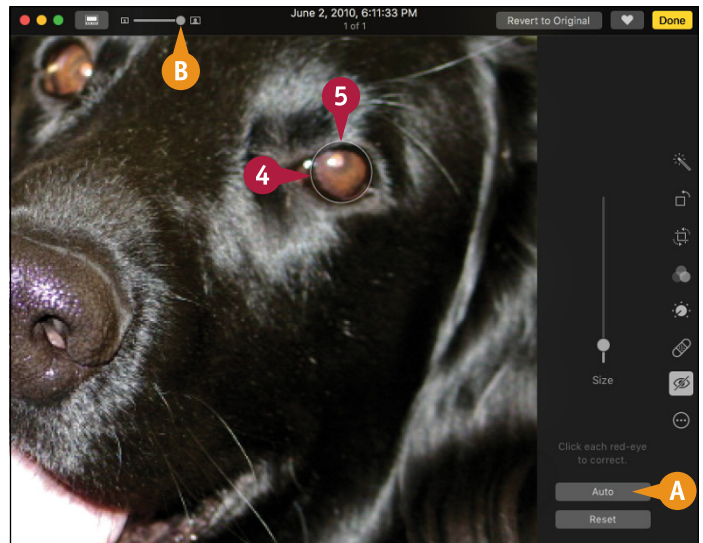 June 2, 2010, 6:11:33 PM
1 of 1
Revert to Original
Done
B
5
4
Size
Click each red-eye
to correct.
Auto
A
Reset